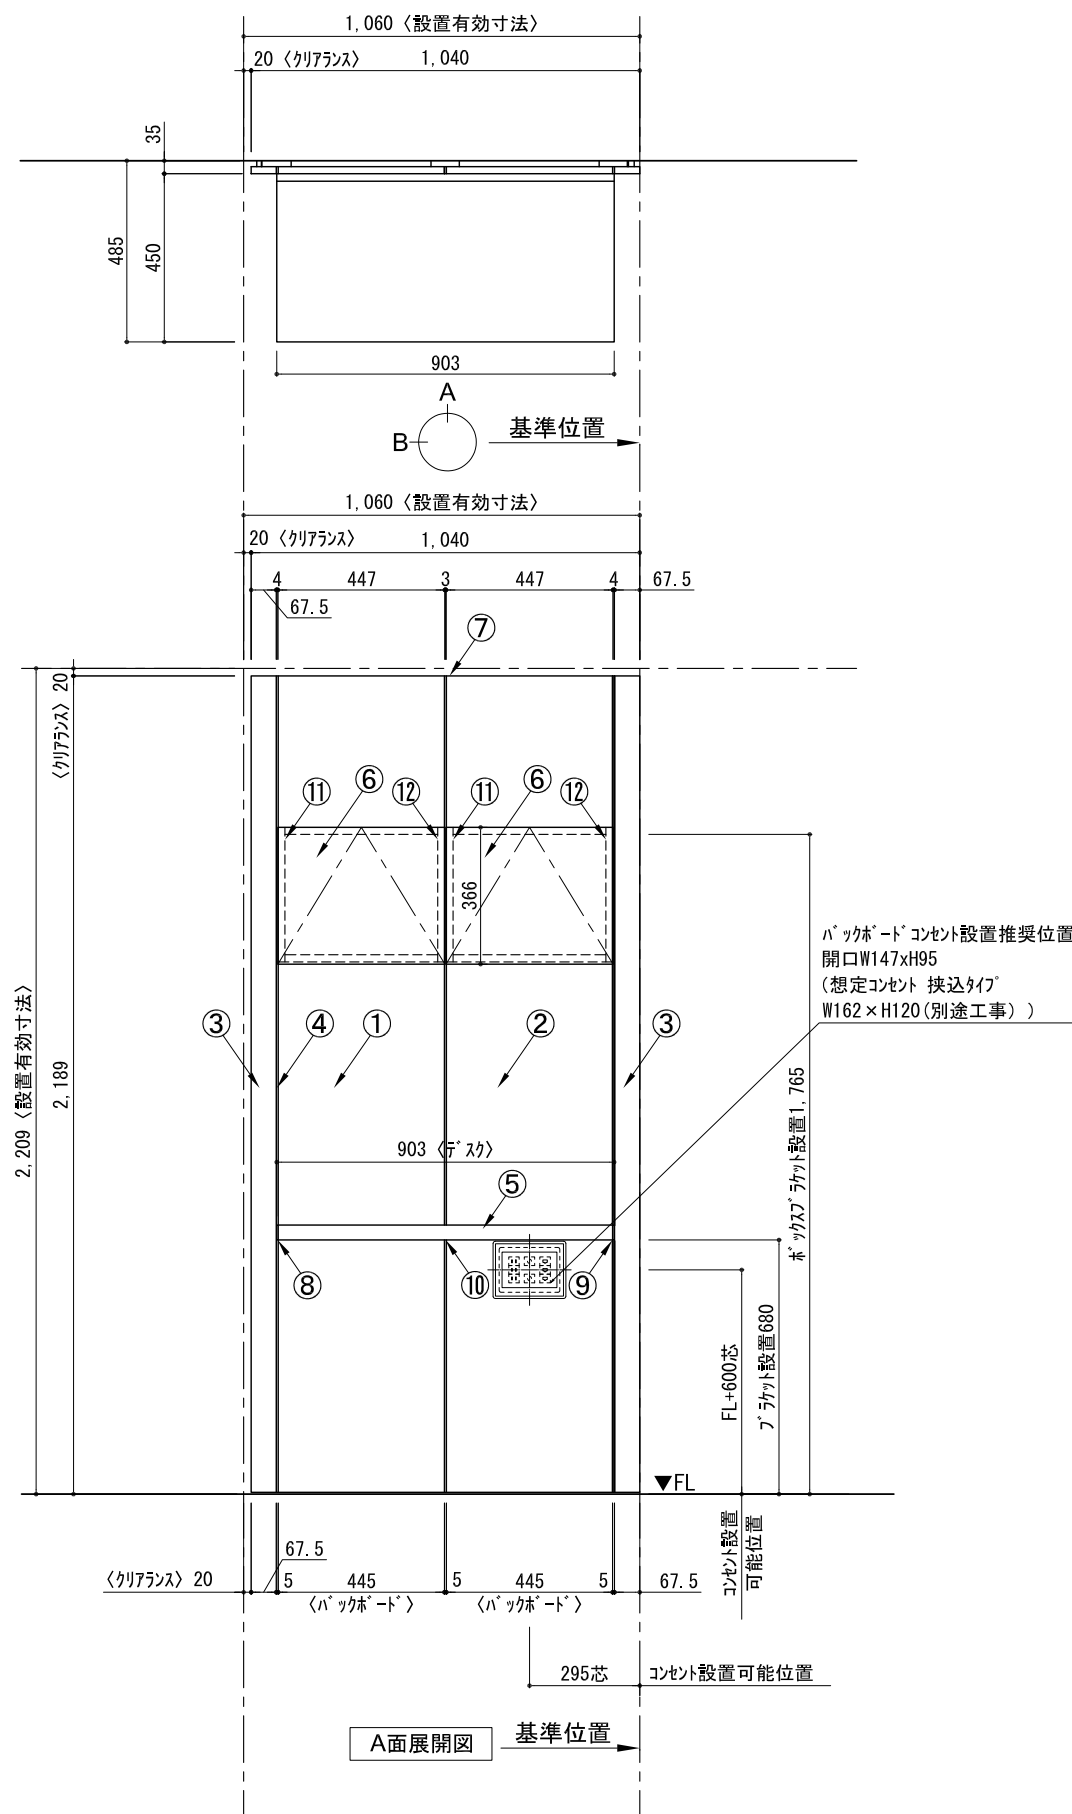 1,060〈設置有効寸法〉
20〈クリアランス〉 1,040
35
485
450
903
A
B
基準位置
1,060〈設置有効寸法〉
20〈クリアランス〉 1,040
4 447 3 447 4 67.5
67.5
⑦
〈クリアランス〉20
⑪ ⑥ ⑫ ⑪ ⑥ ⑫
366
バックボードコンセント設置推奨位置
開口W147xH95
(想定コンセント 挟込タイプ
W162×H120(別途工事) )
③ ④ ① ② ③
2,209〈設置有効寸法〉
2,189
ボックスブラケット設置1,765
903〈デスク〉
⑤
⑧ ⑩ ⑨
FL+600芯
ブラケット設置680
▼FL
コンセント設置
可能位置
67.5
〈クリアランス〉20 5 445 5 445 5 67.5
〈バックボード〉 〈バックボード〉
295芯 コンセント設置可能位置
A面展開図 基準位置